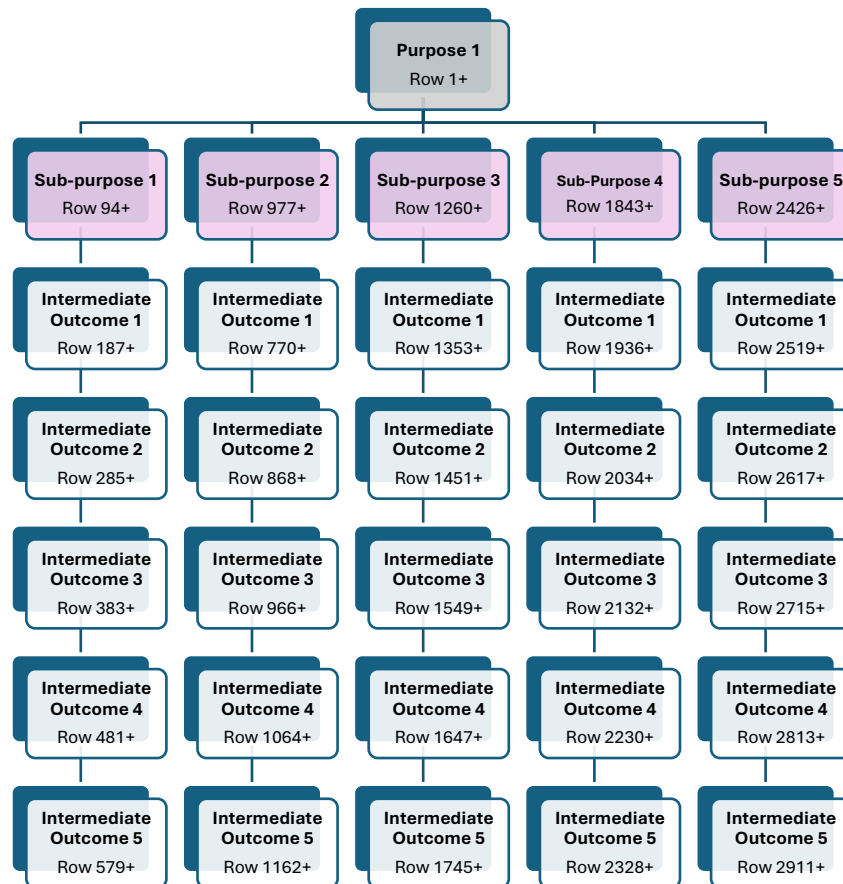 Purpose 1
Row 1+
Sub-purpose 1
Row 94+
Sub-purpose 2
Row 977+
Sub-purpose 3
Row 1260+
Sub-Purpose 4
Row 1843+
Sub-purpose 5
Row 2426+
Intermediate
Outcome 1
Row 187+
Intermediate
Outcome 1
Row 770+
Intermediate
Outcome 1
Row 1353+
Intermediate
Outcome 1
Row 1936+
Intermediate
Outcome 1
Row 2519+
Intermediate
Outcome 2
Row 285+
Intermediate
Outcome 2
Row 868+
Intermediate
Outcome 2
Row 1451+
Intermediate
Outcome 2
Row 2034+
Intermediate
Outcome 2
Row 2617+
Intermediate
Outcome 3
Row 383+
Intermediate
Outcome 3
Row 966+
Intermediate
Outcome 3
Row 1549+
Intermediate
Outcome 3
Row 2132+
Intermediate
Outcome 3
Row 2715+
Intermediate
Outcome 4
Row 481+
Intermediate
Outcome 4
Row 1064+
Intermediate
Outcome 4
Row 1647+
Intermediate
Outcome 4
Row 2230+
Intermediate
Outcome 4
Row 2813+
Intermediate
Outcome 5
Row 579+
Intermediate
Outcome 5
Row 1162+
Intermediate
Outcome 5
Row 1745+
Intermediate
Outcome 5
Row 2328+
Intermediate
Outcome 5
Row 2911+